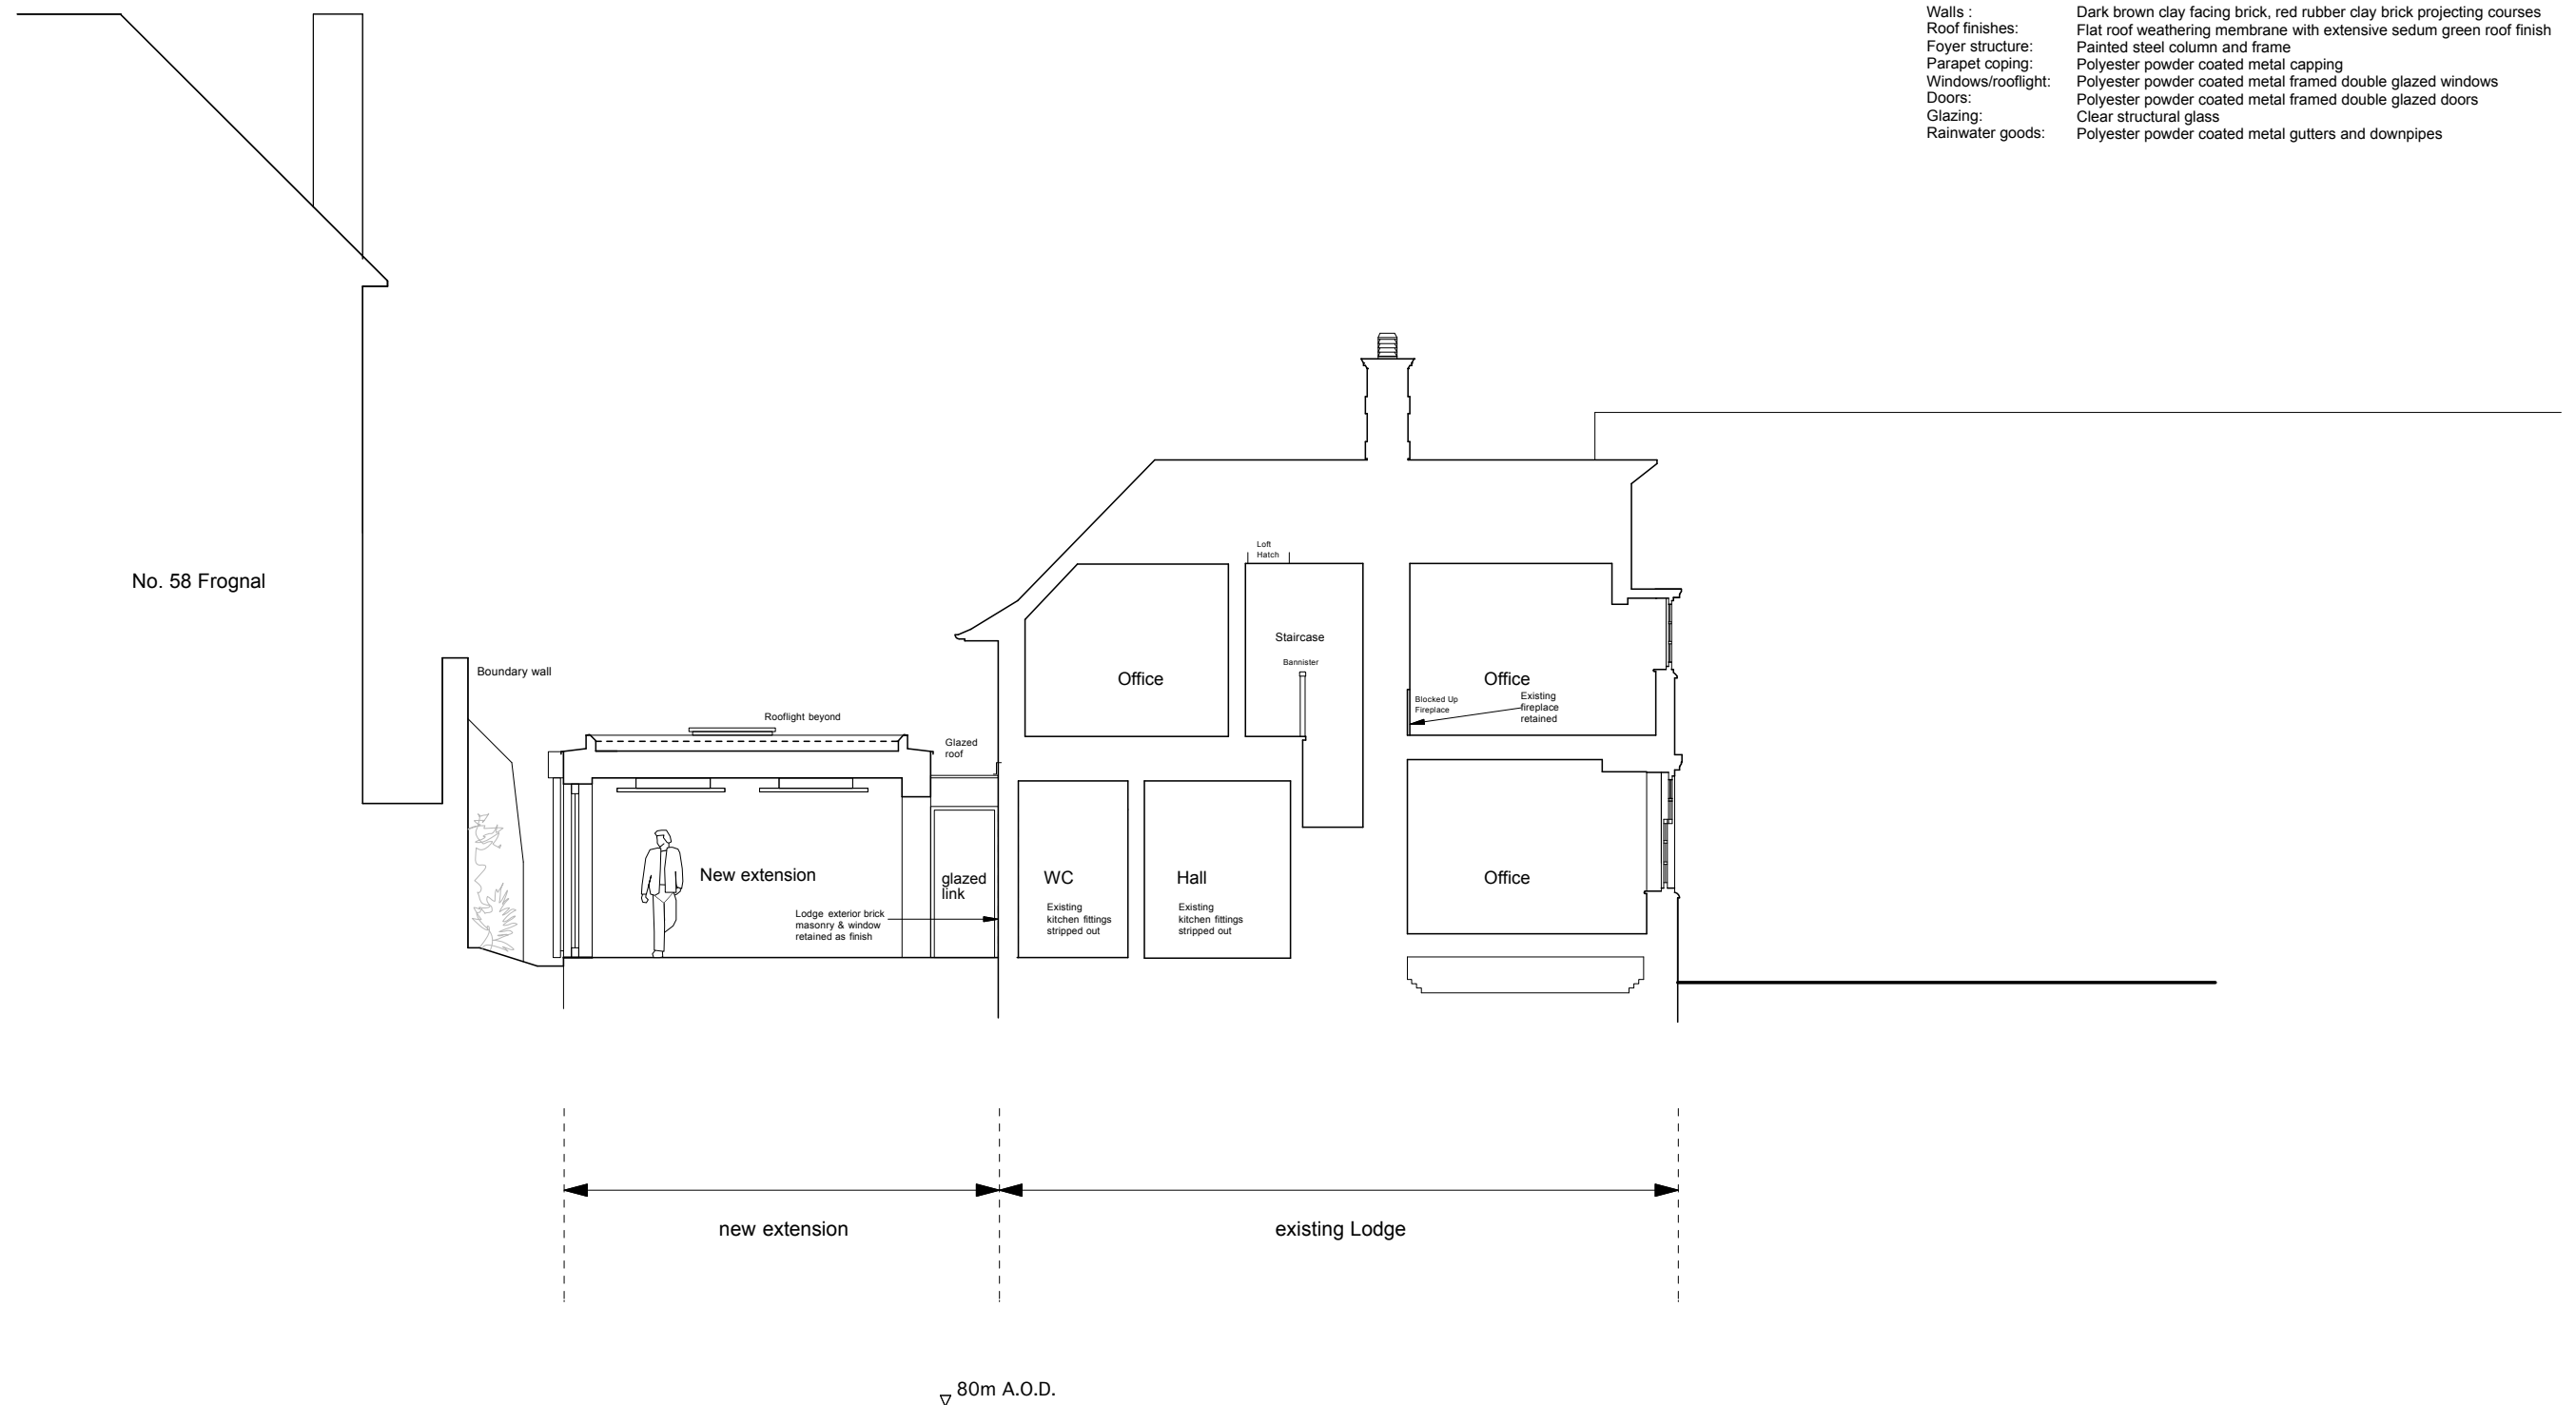 Walls : Dark brown clay facing brick, red rubber clay brick projecting courses
Roof finishes: Flat roof weathering membrane with extensive sedum green roof finish
Foyer structure: Painted steel column and frame
Parapet coping: Polyester powder coated metal capping
Windows/rooflight: Polyester powder coated metal framed double glazed windows
Doors: Polyester powder coated metal framed double glazed doors
Glazing: Clear structural glass
Rainwater goods: Polyester powder coated metal gutters and downpipes
No. 58 Frognal
Boundary wall
Rooflight beyond
Glazed
roof
New extension
glazed
link
Lodge exterior brick
masonry & window
retained as finish
Loft
Hatch
Office
Staircase
Bannister
Office
Blocked Up
Fireplace
Existing
fireplace
retained
WC
Existing
kitchen fittings
stripped out
Hall
Existing
kitchen fittings
stripped out
Office
new extension
existing Lodge
80m A.O.D.